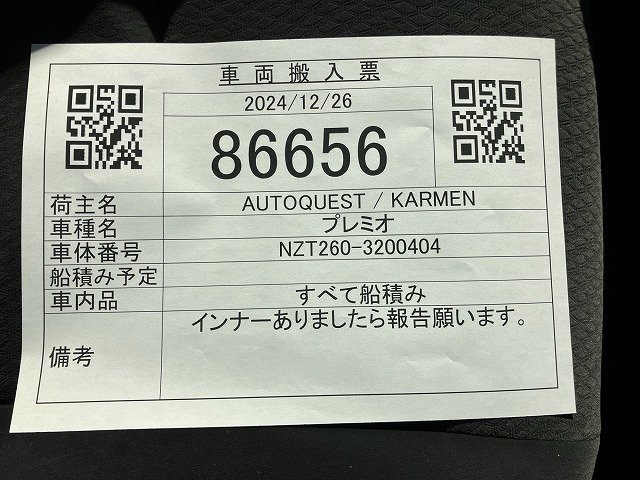 車両搬入票
2024/12/26
86656
荷主名 AUTOQUEST / KARMEN
車種名 プレミオ
車体番号 NZT260-3200404
船積み予定
車内品 すべて船積み
備考 インナーありましたら報告願います。